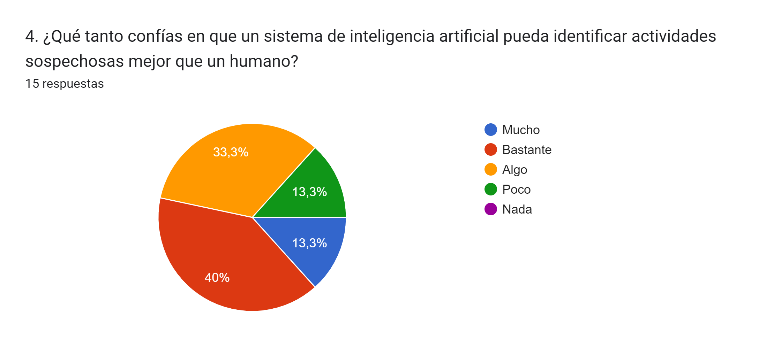 4. ¿Qué tanto confías en que un sistema de inteligencia artificial pueda identificar actividades
sospechosas mejor que un humano?
15 respuestas
33,3%
13,3%
13,3%
40%
Mucho
Bastante
Algo
Poco
Nada